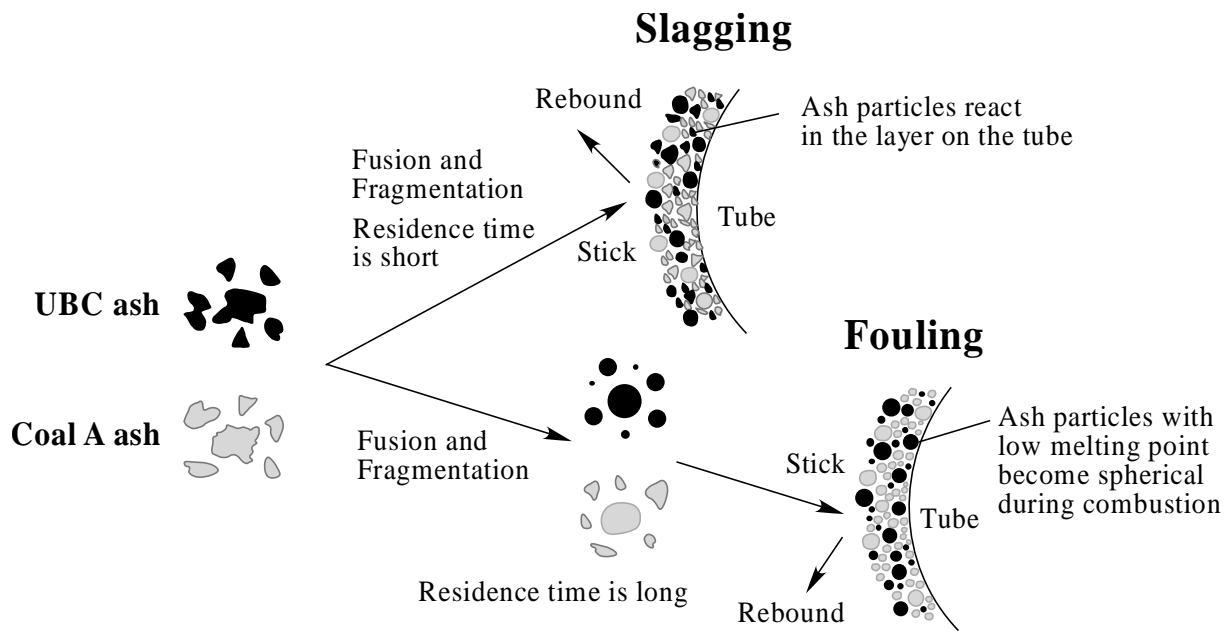 Slagging
Rebound
Ash particles react
in the layer on the tube
Fusion and
Fragmentation
Residence time
is short
Tube
Stick
UBC ash
Fouling
Coal A ash
Fusion and
Fragmentation
Ash particles with
low melting point
become spherical
during combustion
Stick
Tube
Residence time is long
Rebound